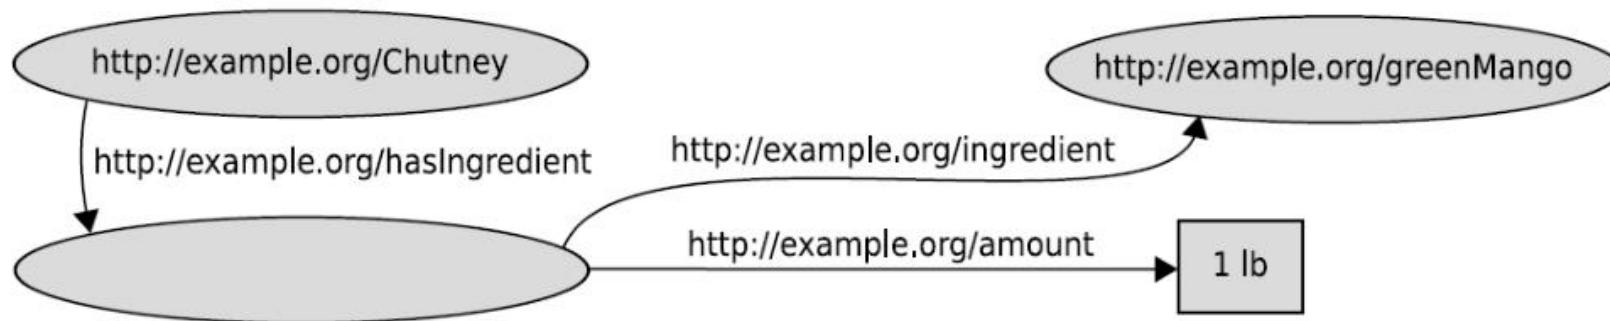 http://example.org/Chutney
http://example.org/greenMango
http://example.org/hasIngredient
http://example.org/ingredient
http://example.org/amount
1 lb